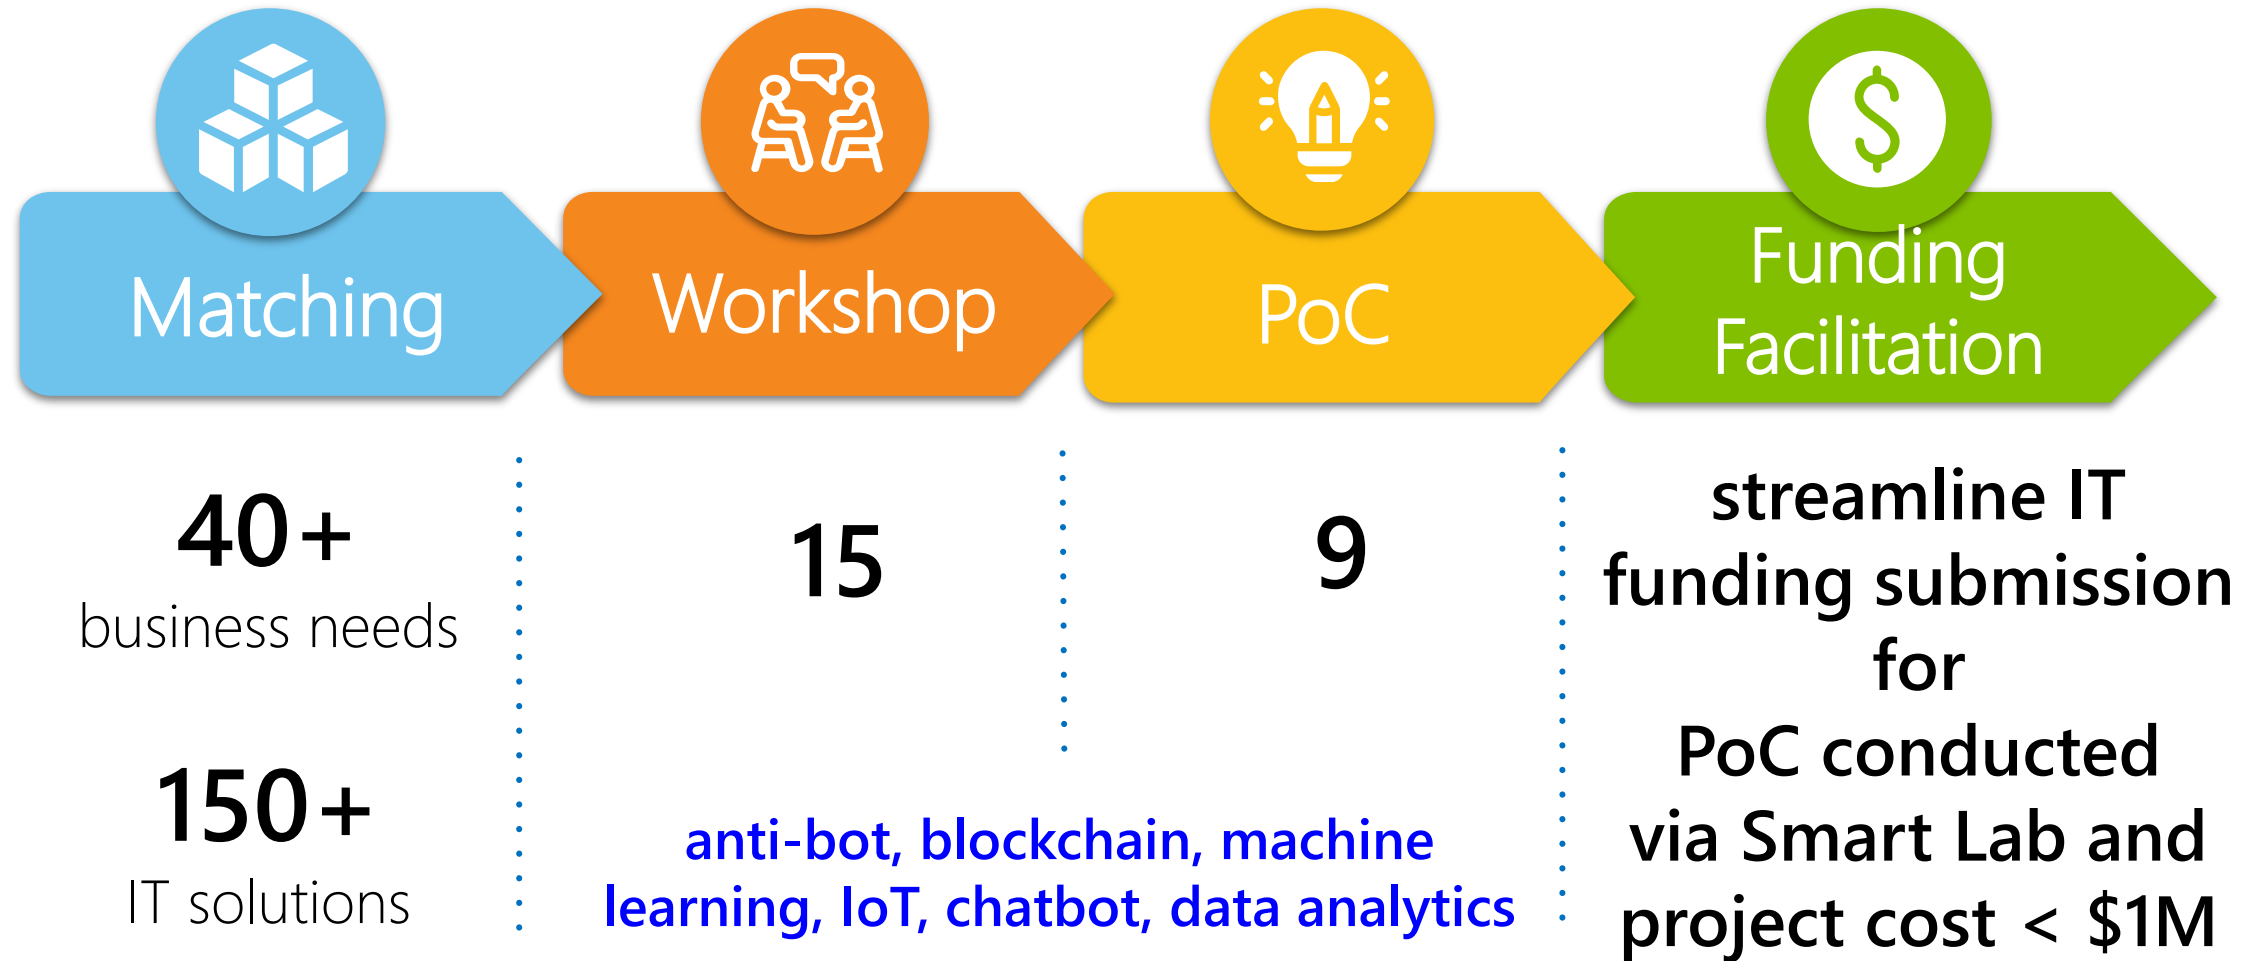 Matching
Workshop
PoC
Funding
Facilitation
40+
business needs
150+
IT solutions
15
9
anti-bot, blockchain, machine
learning, IoT, chatbot, data analytics
streamline IT
funding submission
for
PoC conducted
via Smart Lab and
project cost < $1M